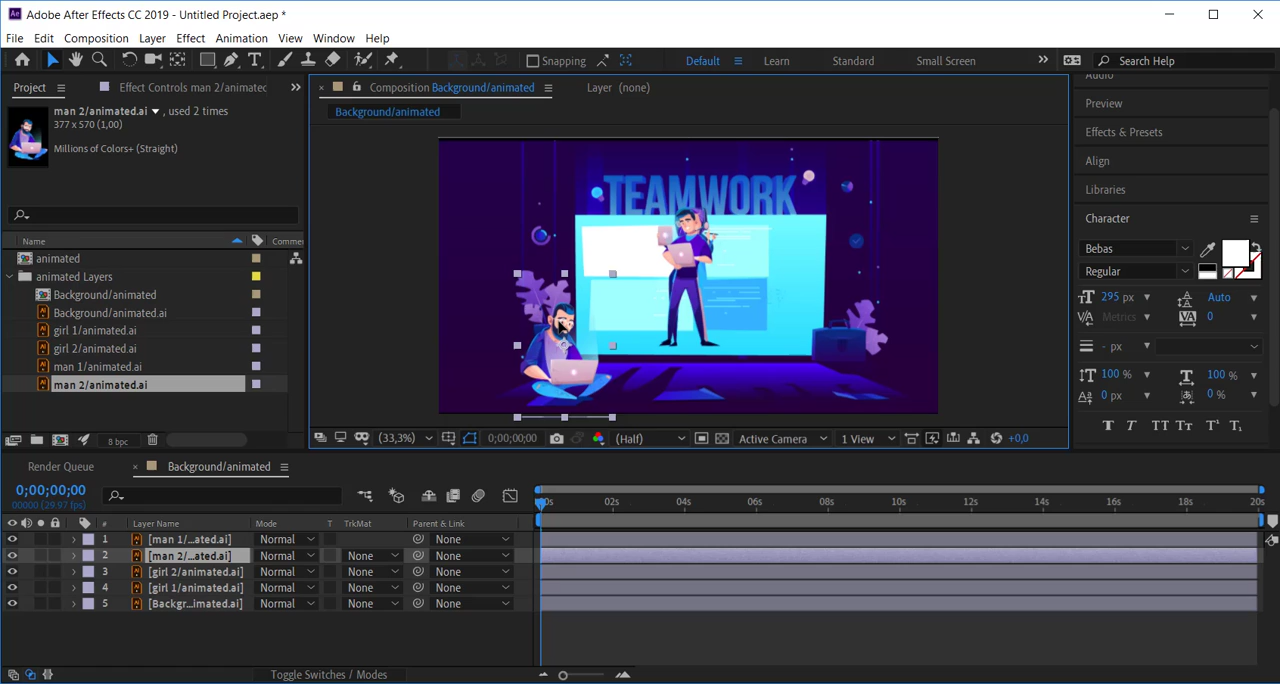 Adobe After Effects CC 2019 - Untitled Project.aep *
File Edit Composition Layer Effect Animation View Window Help
Snapping Default Learn Standard Small Screen Search Help
Project Effect Controls man 2/animated
man 2/animated.ai , used 2 times
377 x 570 (1,00)
Millions of Colors+ (Straight)
Name Comme
animated
animated Layers
Background/animated
Background/animated.ai
girl 1/animated.ai
girl 2/animated.ai
man 1/animated.ai
man 2/animated.ai
8 bpc
Composition Background/animated Layer (none)
Background/animated
TEAMWORK
(33,3%) 0;00;00;00 (Half) Active Camera 1 View +0,0
Audio
Preview
Effects & Presets
Align
Libraries
Character
Bebas
Regular
295 px Auto
Metrics 0
- px
100 % 100 %
0 px 0 %
T T TT Tт T¹ T₁
Render Queue Background/animated
0;00;00;00
00000 (29.97 fps)
# Layer Name Mode T TrkMat Parent & Link
1 [man 1/...ated.ai] Normal None
2 [man 2/...ated.ai] Normal None None
3 [girl 2/animated.ai] Normal None None
4 [girl 1/animated.ai] Normal None None
5 [Backgr...imated.ai] Normal None None
0s 02s 04s 06s 08s 10s 12s 14s 16s 18s 20s
Toggle Switches / Modes